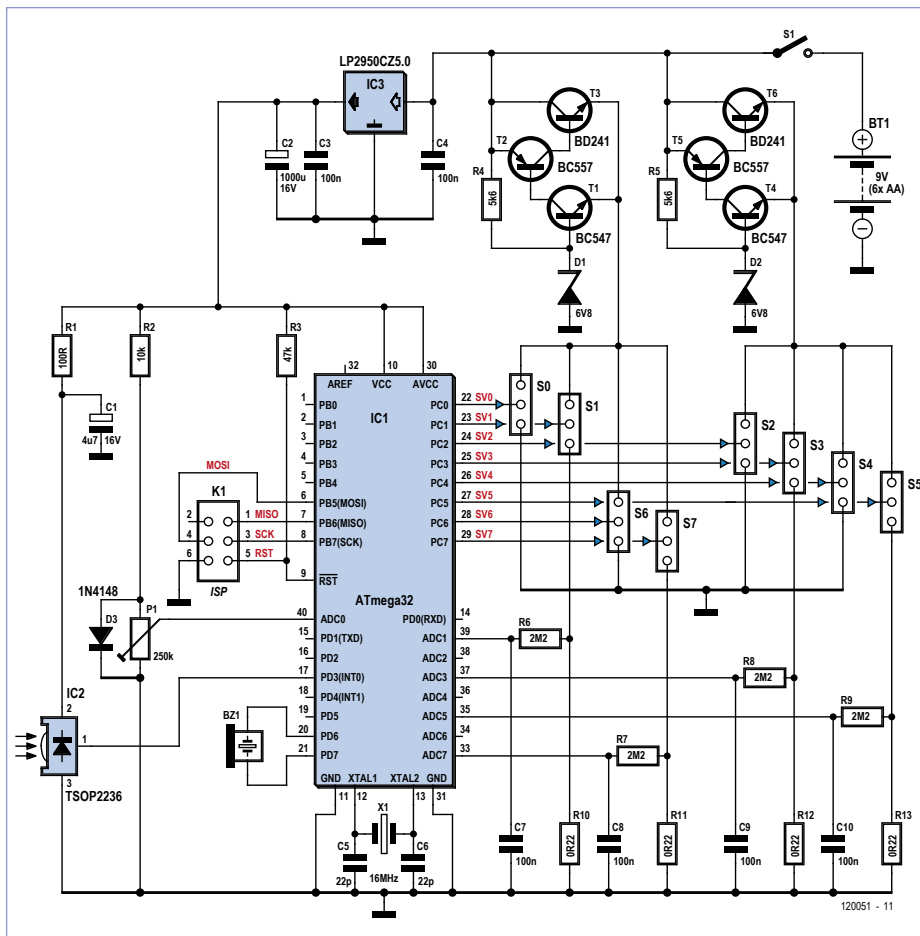 S1
LP2950CZ5.0
IC3
T3
T6
BT1
BD241
BD241
C2
C3
C4
T2
T5
1000u
16V
100n
100n
BC557
BC557
R4
R5
5k6
5k6
T1
T4
9V
(6x AA)
BC547
BC547
D1
D2
6V8
6V8
R1
R2
R3
100R
10k
47k
32
10
30
AREF
VCC
AVCC
IC1
C1
4u7
16V
1
PB0
2
PB1
3
PB2
4
PB3
5
PB4
6
PB5(MOSI)
7
PB6(MISO)
8
PB7(SCK)
9
RST
PC0
22
SV0
PC1
23
SV1
PC2
24
SV2
PC3
25
SV3
PC4
26
SV4
PC5
27
SV5
PC6
28
SV6
PC7
29
SV7
S0
S1
S2
S3
S4
S5
S6
S7
MOSI
K1
2
1
MISO
4
3
SCK
6
5
RST
ISP
1N4148
D3
P1
250k
ATmega32
40
ADC0
PD0(RXD)
14
15
PD1(TXD)
ADC1
39
16
PD2
ADC2
38
17
PD3(INT0)
ADC3
37
18
PD4(INT1)
ADC4
36
19
PD5
ADC5
35
20
PD6
ADC6
34
21
PD7
ADC7
33
R6
2M2
R8
2M2
R9
2M2
R7
2M2
IC2
2
1
3
TSOP2236
BZ1
GND
XTAL1
XTAL2
GND
11
12
13
31
X1
C5
C6
22p
16MHz
22p
C7
100n
R10
0R22
C8
100n
R11
0R22
C9
100n
R12
0R22
C10
100n
R13
0R22
120051 - 11